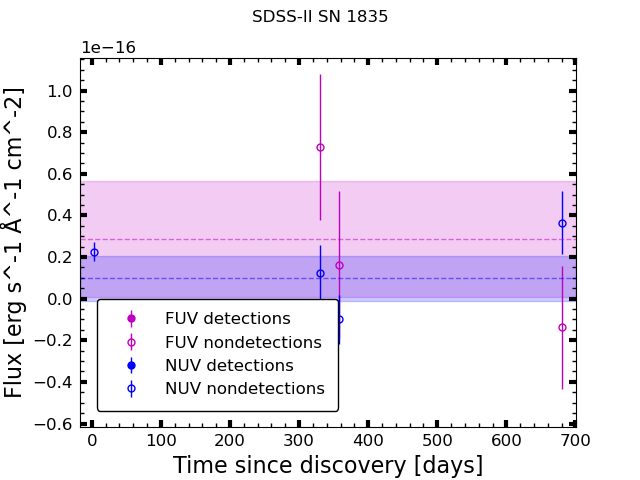 SDSS-II SN 1835
1e−16
1.0
0.8
0.6
0.4
0.2
0.0
−0.2
−0.4
−0.6
Flux [erg s^-1 Å^-1 cm^-2]
FUV detections
FUV nondetections
NUV detections
NUV nondetections
0 100 200 300 400 500 600 700
Time since discovery [days]